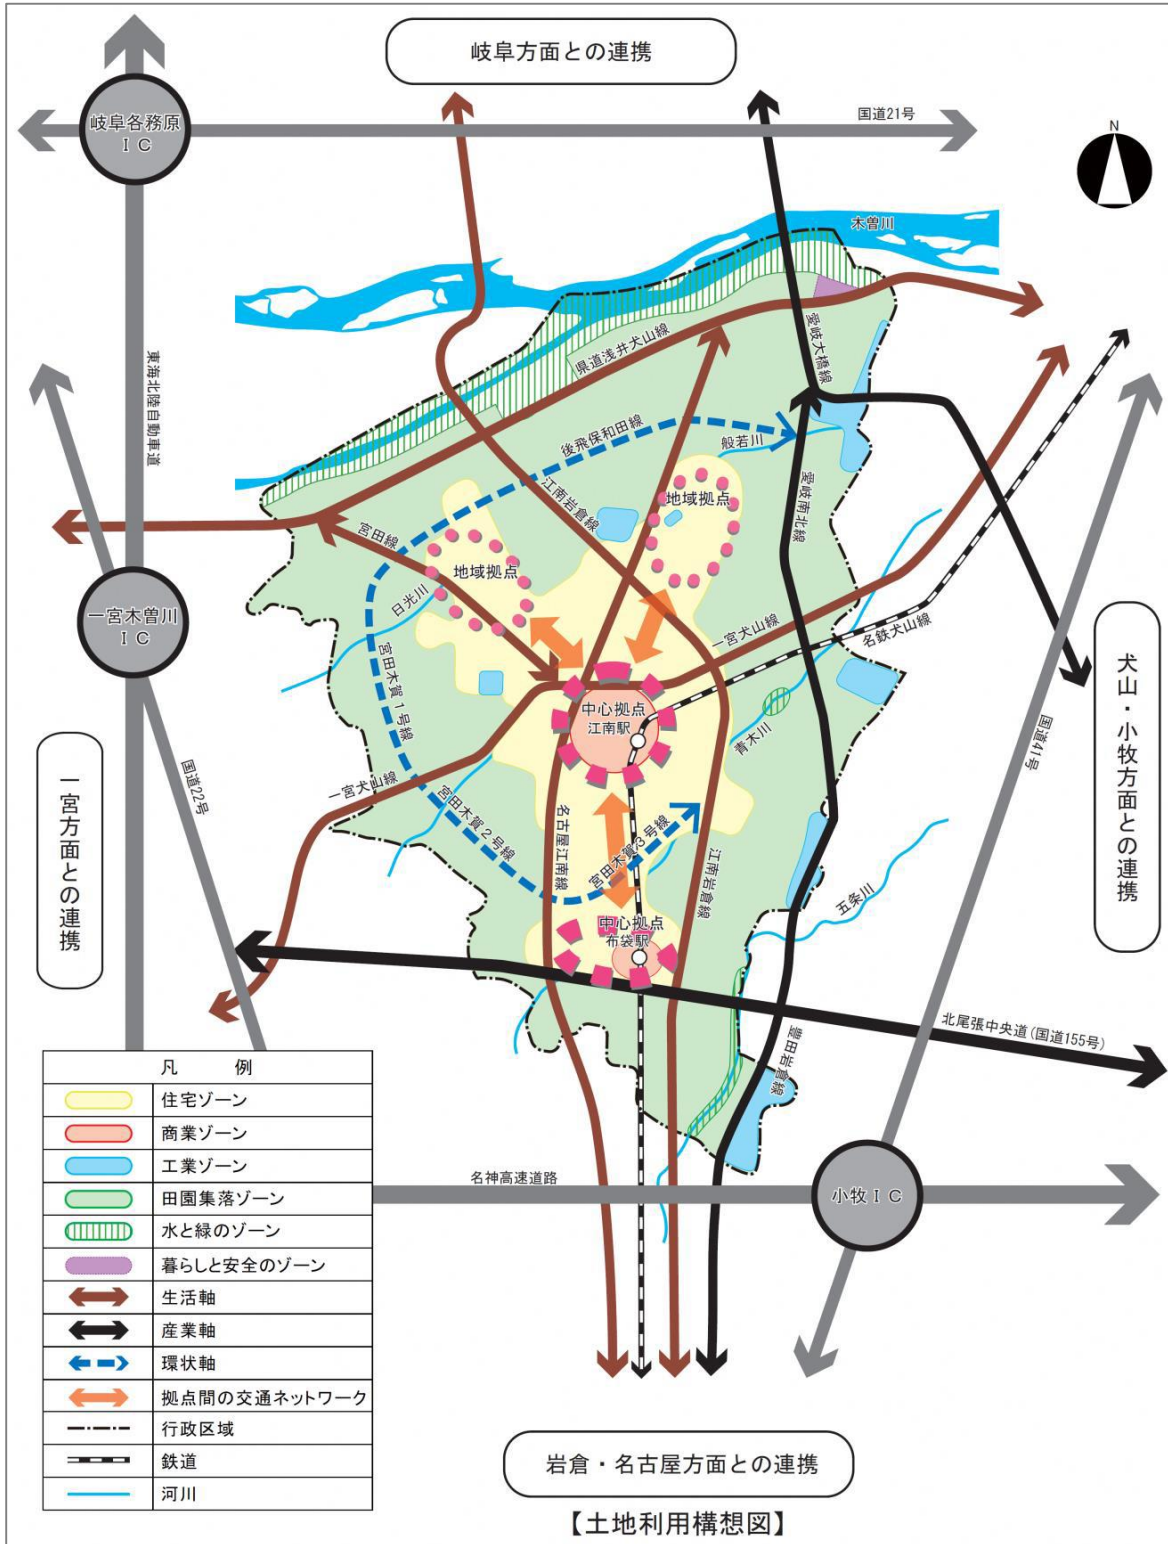 岐阜方面との連携
岐阜各務原
ＩＣ
国道21号
N
木曽川
東海北陸自動車道
県道浅井犬山線
愛岐大橋線
後飛保和田線
般若川
江南岩倉線
地域拠点
愛岐南北線
宮田線
地域拠点
日光川
一宮木曽川
ＩＣ
一宮犬山線
名鉄犬山線
宮田木賀１号線
中心拠点
江南駅
青木川
国道41号
犬山・小牧方面との連携
一宮方面との連携
国道22号
一宮犬山線
宮田木賀２号線
名古屋江南線
宮田木賀３号線
江南岩倉線
五条川
中心拠点
布袋駅
北尾張中央道(国道155号)
豊田岩倉線
名神高速道路
小牧ＩＣ
凡例
住宅ゾーン
商業ゾーン
工業ゾーン
田園集落ゾーン
水と緑のゾーン
暮らしと安全のゾーン
生活軸
産業軸
環状軸
拠点間の交通ネットワーク
行政区域
鉄道
河川
岩倉・名古屋方面との連携
【土地利用構想図】